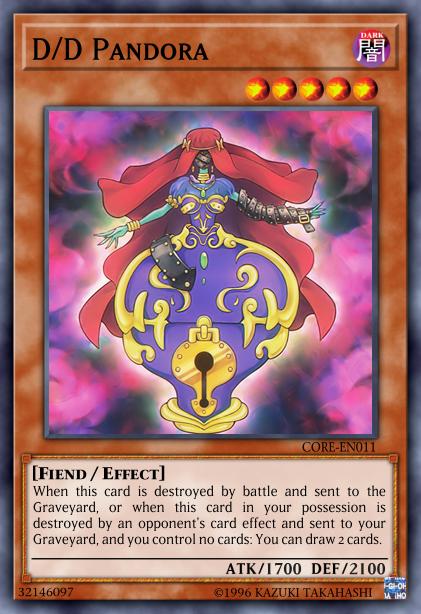 D/D Pandora
DARK
闇
CORE-EN011
[Fiend / Effect]
When this card is destroyed by battle and sent to the
Graveyard, or when this card in your possession is
destroyed by an opponent's card effect and sent to your
Graveyard, and you control no cards: You can draw 2 cards.
ATK/1700 DEF/2100
32146097
©1996 KAZUKI TAKAHASHI